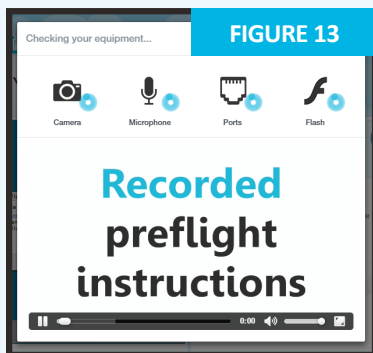 Checking your equipment...
FIGURE 13
Camera Microphone Ports Flash
Recorded
preflight
instructions
0:00